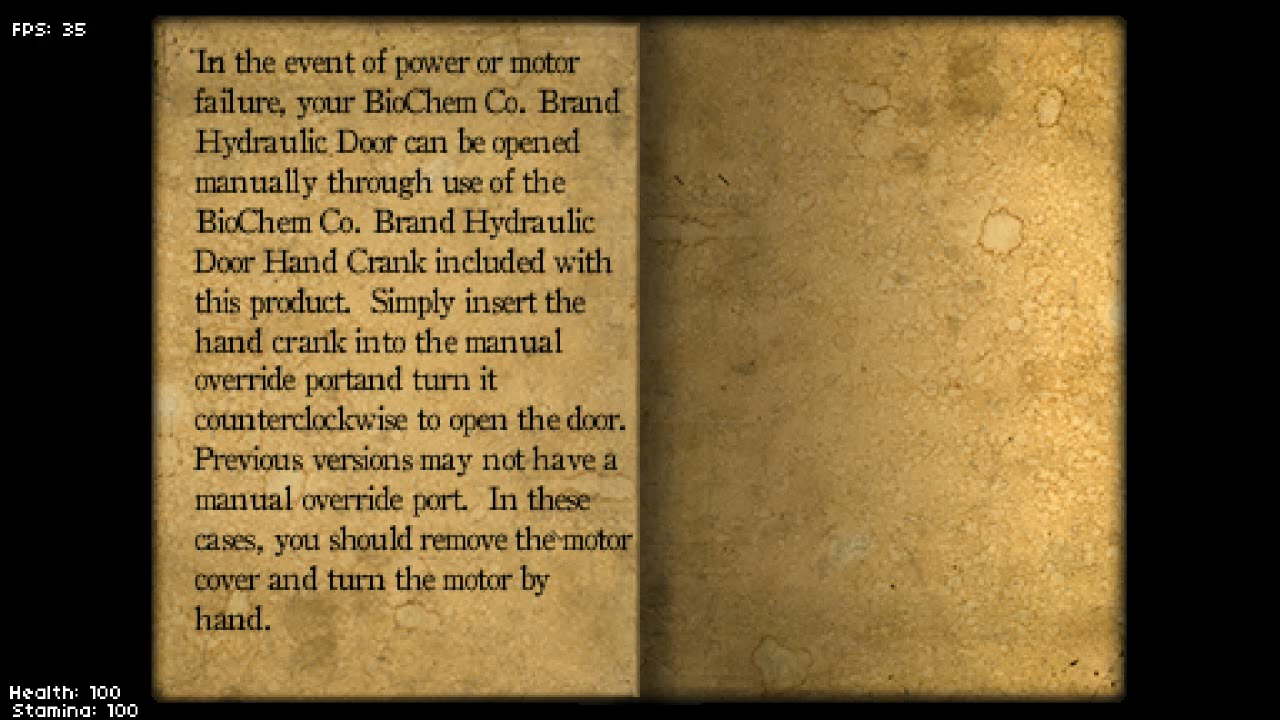 FPS: 35
In the event of power or motor
failure, your BioChem Co.  Brand
Hydraulic Door can be opened
manually through use of the
BioChem Co.  Brand Hydraulic
Door Hand Crank included with
this product.  Simply insert the
hand crank into the manual
override portand turn it
counterclockwise to open the door.
Previous versions may not have a
manual override port.  In these
cases, you should remove the motor
cover and turn the motor by
hand.
Health: 100
Stamina: 100